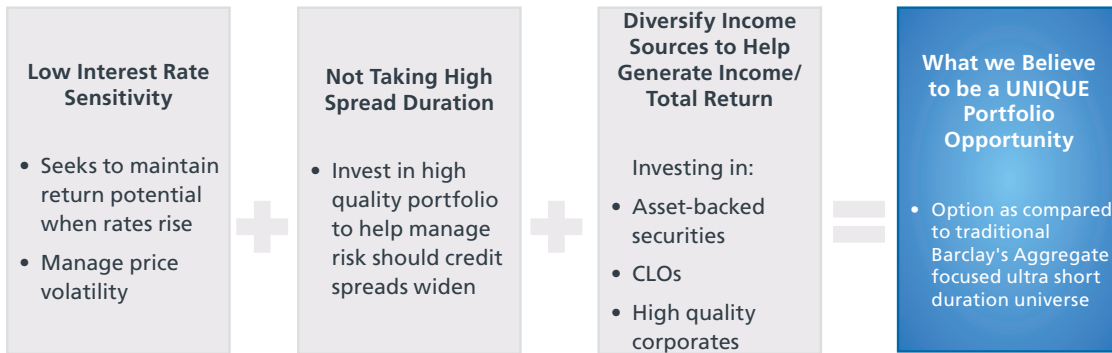 Low Interest Rate
Sensitivity
• Seeks to maintain
return potential
when rates rise
• Manage price
volatility
+
Not Taking High
Spread Duration
• Invest in high
quality portfolio
to help manage
risk should credit
spreads widen
+
Diversify Income
Sources to Help
Generate Income/
Total Return
Investing in:
• Asset-backed
securities
• CLOs
• High quality
corporates
=
What we Believe
to be a UNIQUE
Portfolio
Opportunity
• Option as compared
to traditional
Barclay's Aggregate
focused ultra short
duration universe